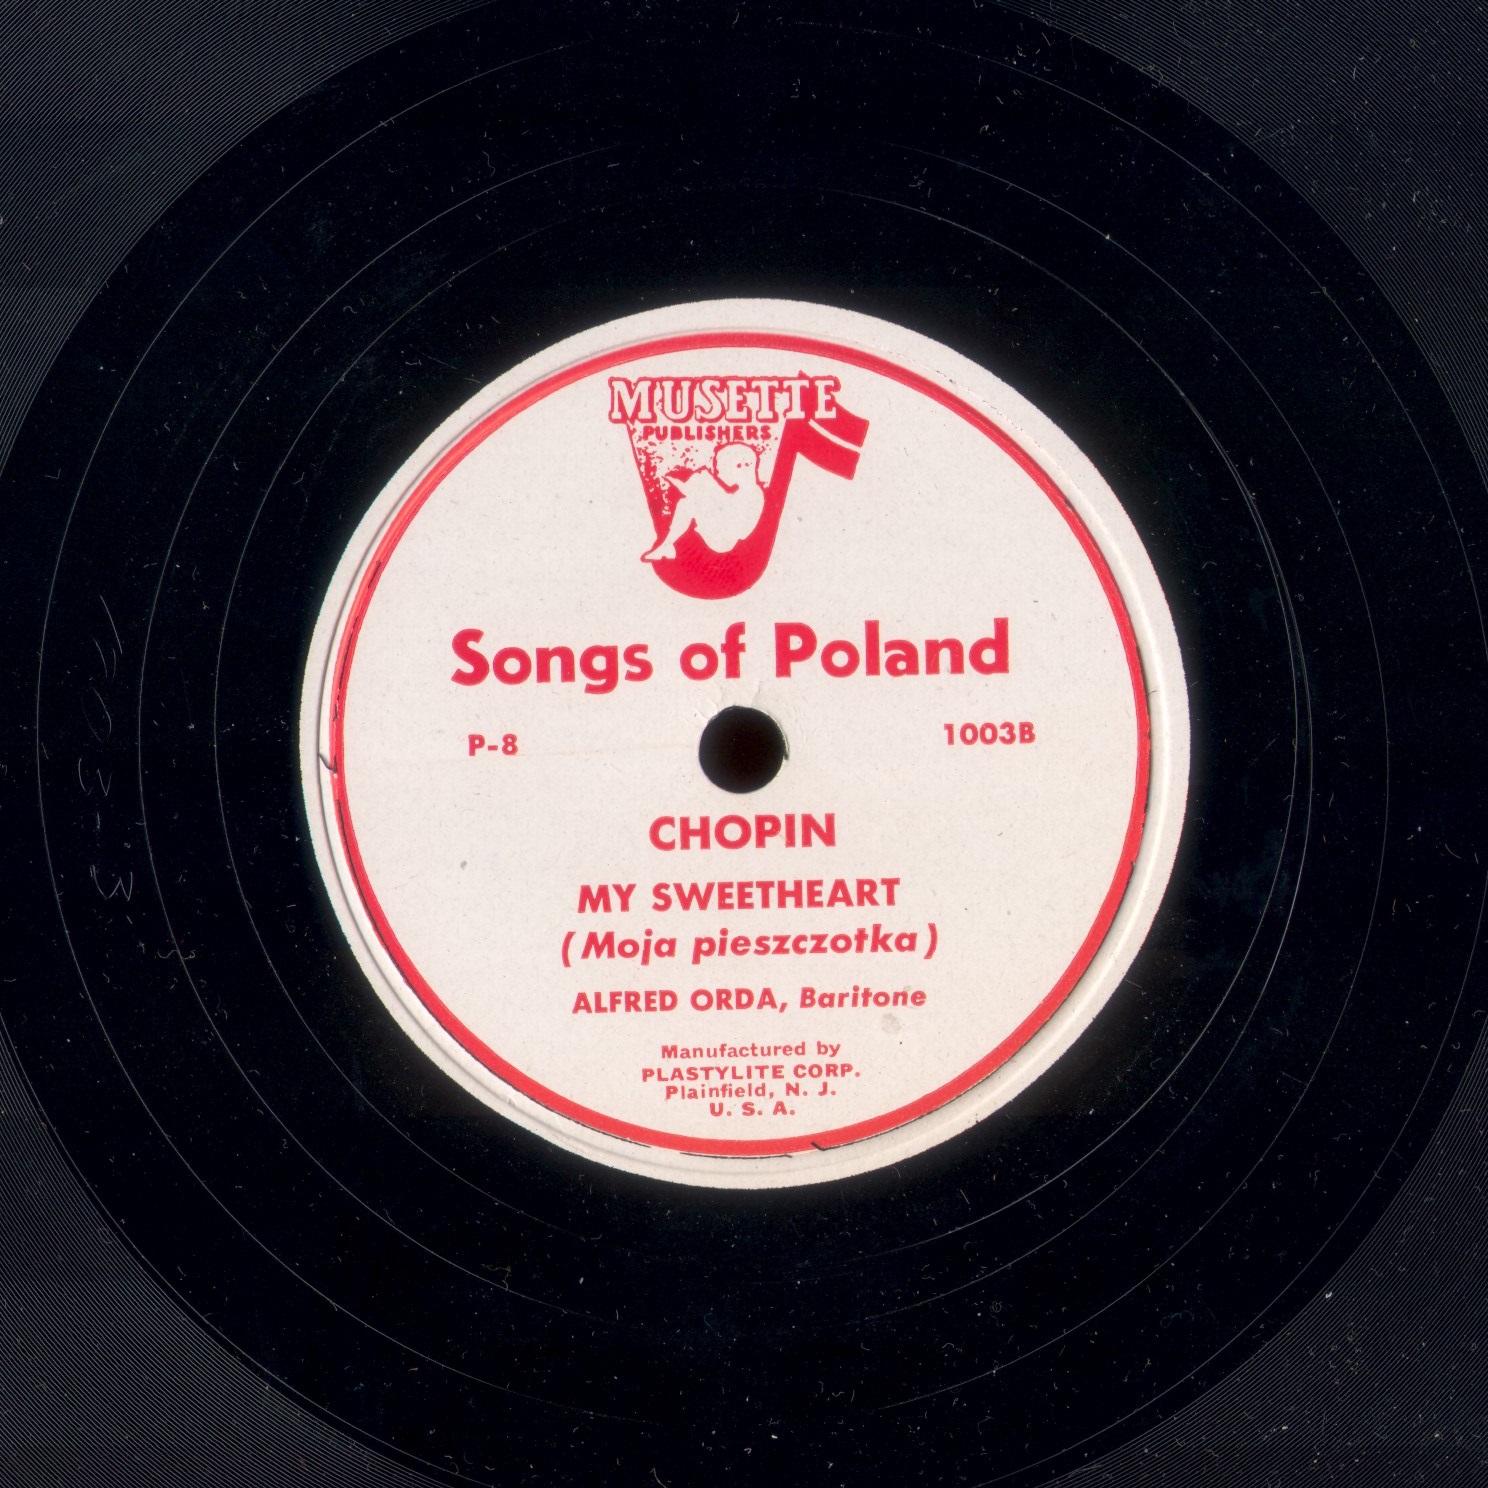 MUSETTE
PUBLISHERS
Songs of Poland
P-8
1003B
CHOPIN
MY SWEETHEART
(Moja pieszczotka)
ALFRED ORDA, Baritone
Manufactured by
PLASTYLITE CORP.
Plainfield, N. J.
U. S. A.